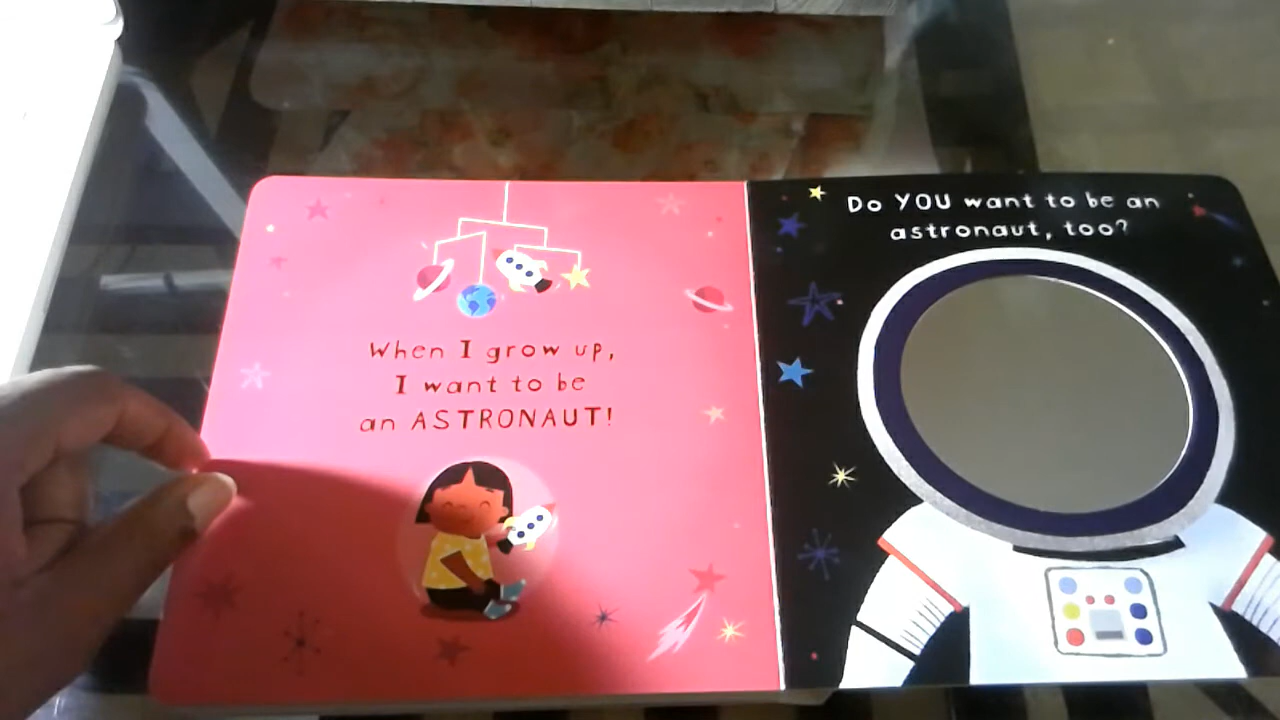 When I grow up,
I want to be
an ASTRONAUT!
Do YOU want to be an
astronaut, too?